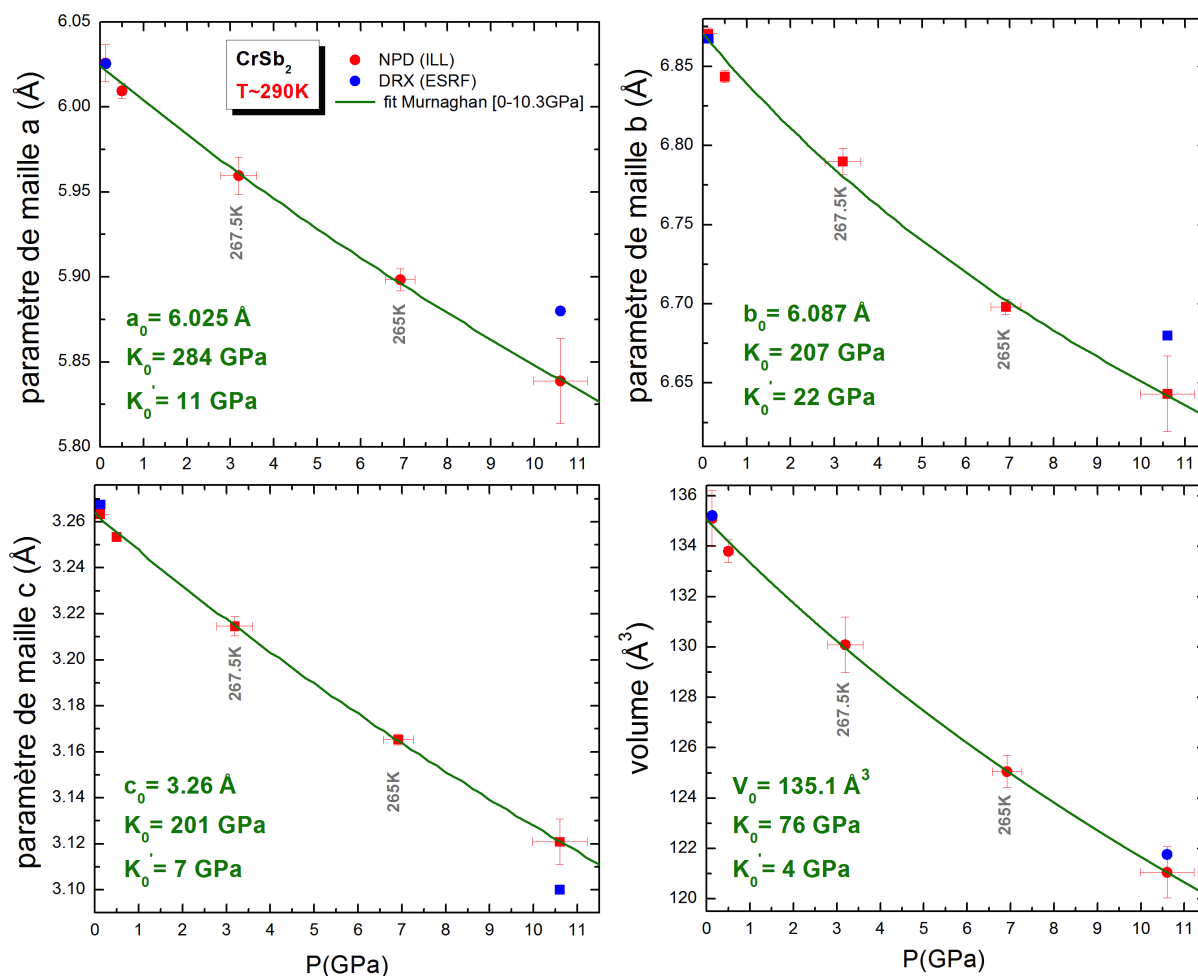 paramètre de maille a (Å)
6.05
6.00
5.95
5.90
5.85
5.80
CrSb2
T~290K
NPD (ILL)
DRX (ESRF)
fit Murnaghan [0-10.3GPa]
267.5K
265K
a0= 6.025 Å
K0= 284 GPa
K0'= 11 GPa
0 1 2 3 4 5 6 7 8 9 10 11
paramètre de maille b (Å)
6.85
6.80
6.75
6.70
6.65
267.5K
265K
b0= 6.087 Å
K0= 207 GPa
K0'= 22 GPa
0 1 2 3 4 5 6 7 8 9 10 11
paramètre de maille c (Å)
3.26
3.24
3.22
3.20
3.18
3.16
3.14
3.12
3.10
267.5K
265K
c0= 3.26 Å
K0= 201 GPa
K0'= 7 GPa
0 1 2 3 4 5 6 7 8 9 10 11
P(GPa)
volume (Å3)
136
134
132
130
128
126
124
122
120
267.5K
265K
V0= 135.1 Å3
K0= 76 GPa
K0'= 4 GPa
0 1 2 3 4 5 6 7 8 9 10 11
P(GPa)